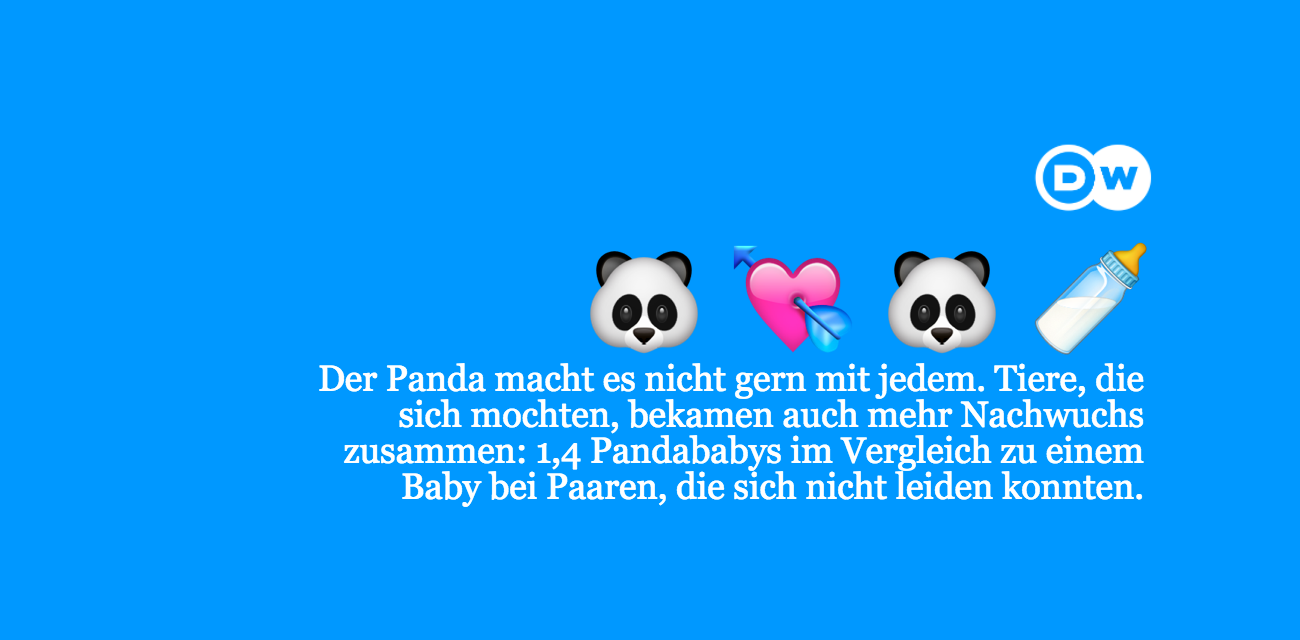 DW
Der Panda macht es nicht gern mit jedem. Tiere, die
sich mochten, bekamen auch mehr Nachwuchs
zusammen: 1,4 Pandababys im Vergleich zu einem
Baby bei Paaren, die sich nicht leiden konnten.